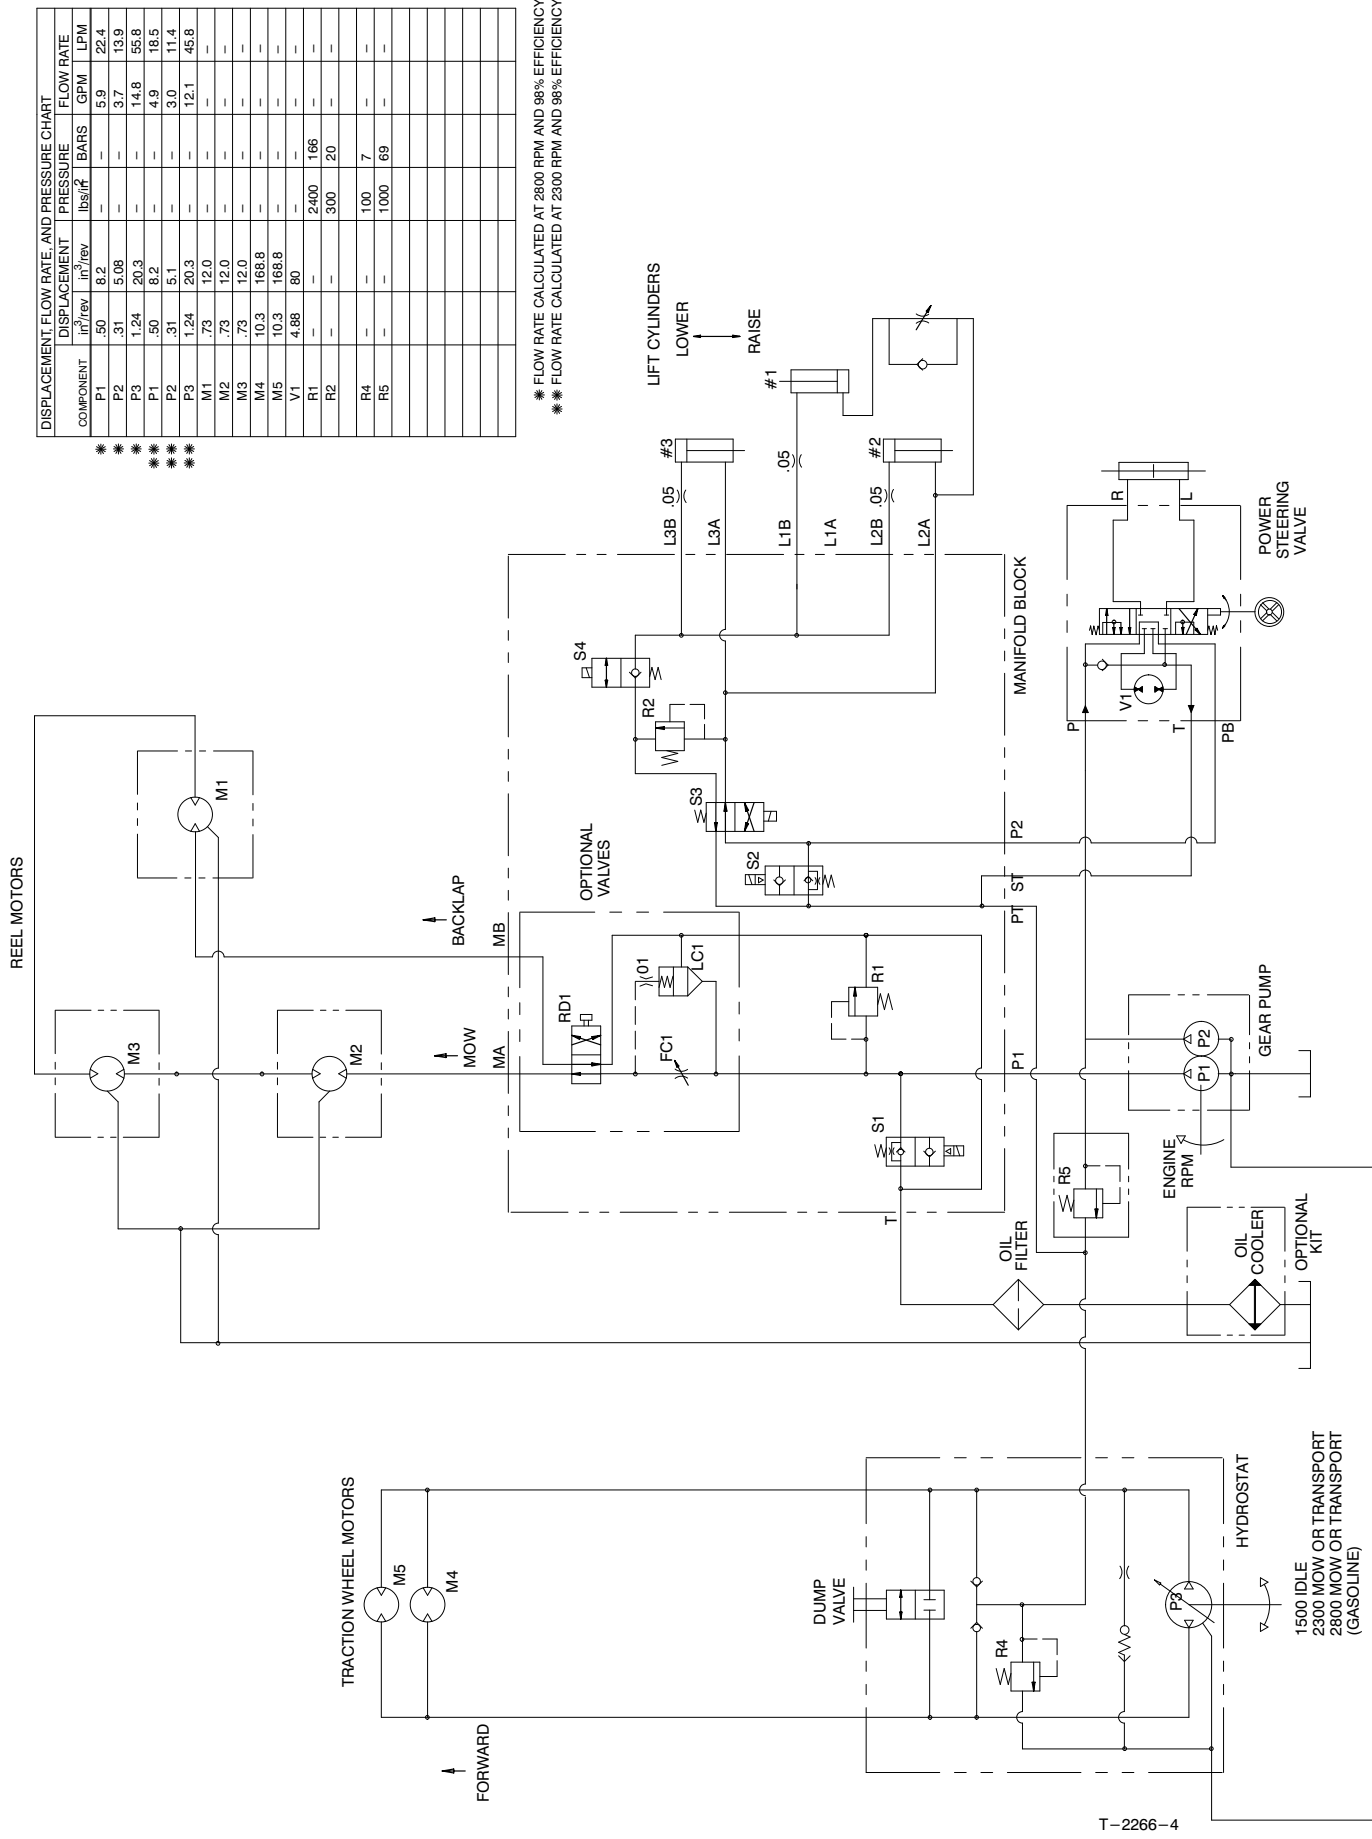 DISPLACEMENT, FLOW RATE, AND PRESSURE CHART
COMPONENT DISPLACEMENT PRESSURE FLOW RATE
in³/rev in³/rev lbs/in² BARS GPM LPM
* P1 .50 8.2 – – 5.9 22.4
* P2 .31 5.08 – – 3.7 13.9
* P3 1.24 20.3 – – 14.8 55.8
** P1 .50 8.2 – – 4.9 18.5
** P2 .31 5.1 – – 3.0 11.4
** P3 1.24 20.3 – – 12.1 45.8
M1 .73 12.0 – – – –
M2 .73 12.0 – – – –
M3 .73 12.0 – – – –
M4 10.3 168.8 – – – –
M5 10.3 168.8 – – – –
V1 4.88 80 – – – –
R1 – – 2400 166 – –
R2 – – 300 20 – –
R4 – – 100 7 – –
R5 – – 1000 69 – –
* FLOW RATE CALCULATED AT 2800 RPM AND 98% EFFICIENCY
** FLOW RATE CALCULATED AT 2300 RPM AND 98% EFFICIENCY
REEL MOTORS
M3
M2
M1
MOW
MA
BACKLAP
MB
OPTIONAL
VALVES
RD1
FC1
.01
LC1
R1
S1
S2
S3
S4
R2
MANIFOLD BLOCK
T
P1
PT
ST
P2
LIFT CYLINDERS
LOWER
RAISE
#3
#1
#2
.05
.05
.05
L3B
L3A
L1B
L1A
L2B
L2A
POWER
STEERING
VALVE
R
L
V1
P
T
PB
GEAR PUMP
P1
P2
ENGINE
RPM
R5
OIL
FILTER
OIL
COOLER
OPTIONAL
KIT
TRACTION WHEEL MOTORS
M5
M4
FORWARD
DUMP
VALVE
R4
P3
HYDROSTAT
1500 IDLE
2300 MOW OR TRANSPORT
2800 MOW OR TRANSPORT
(GASOLINE)
T–2266–4